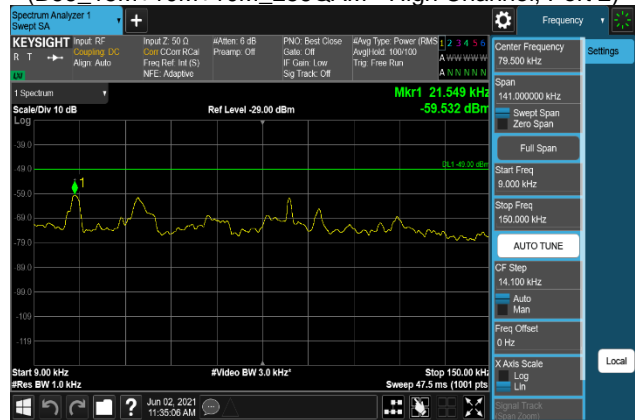 Spectrum Analyzer 1
Swept SA
+
Frequency
KEYSIGHT
R T
LW
Input: RF
Coupling: DC
Align: Auto
Input Z: 50 Ω
Corr CCorr RCal
Freq Ref: Int (S)
NFE: Adaptive
#Atten: 6 dB
Preamp: Off
PNO: Best Close
Gate: Off
IF Gain: Low
Sig Track: Off
#Avg Type: Power (RMS
Avg|Hold: 100/100
Trig: Free Run
1 2 3 4 5 6
A WW WW W
A N N N N N
1 Spectrum
Scale/Div 10 dB
Log
Ref Level -29.00 dBm
Mkr1 21.549 kHz
-59.532 dBm
-39.0
-49.0
DL1 -49.00 dBm
1
-59.0
-69.0
-79.0
-89.0
-99.0
-109
-119
Start 9.00 kHz
#Res BW 1.0 kHz
#Video BW 3.0 kHz*
Stop 150.00 kHz
Sweep 47.5 ms (1001 pts
Center Frequency
79.500 kHz
Settings
Span
141.000000 kHz
Swept Span
Zero Span
Full Span
Start Freq
9.000 kHz
Stop Freq
150.000 kHz
AUTO TUNE
CF Step
14.100 kHz
Auto
Man
Freq Offset
0 Hz
X Axis Scale
Log
Lin
Local
Signal Track
(Span Zoom)
?
Jun 02, 2021
11:35:06 AM